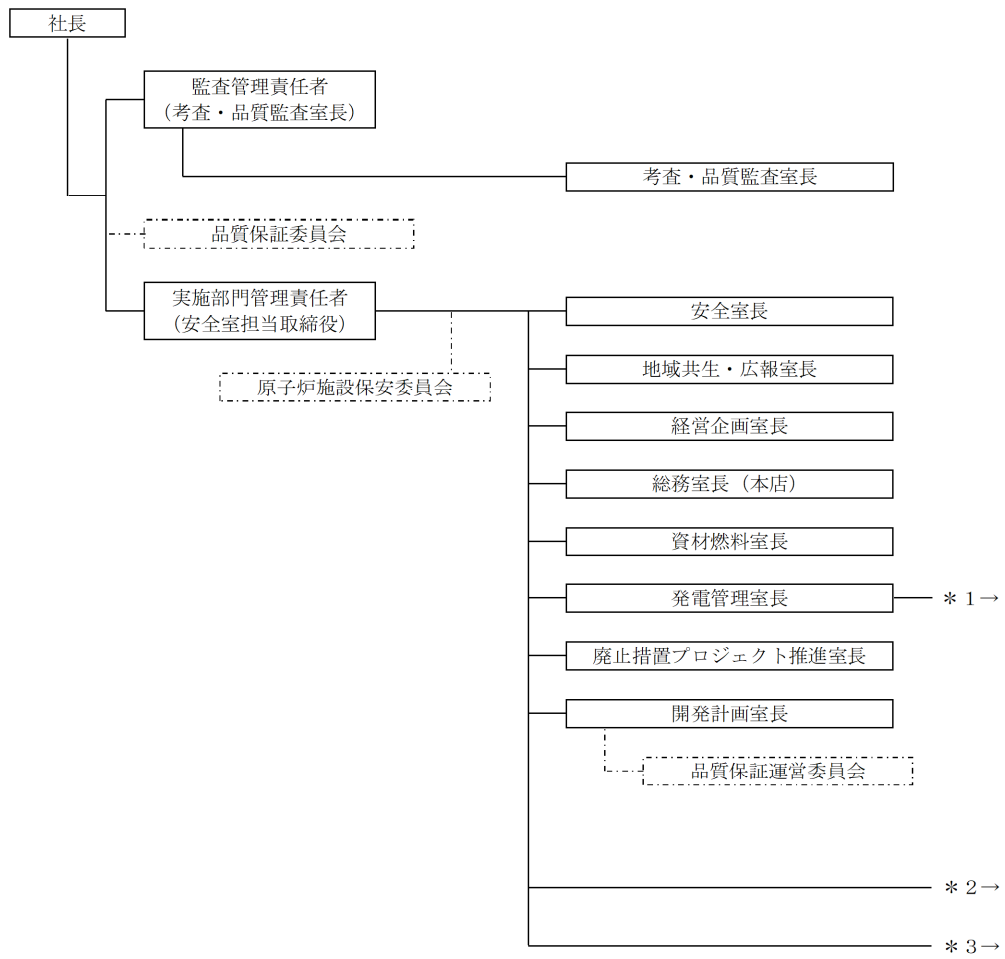 社長
監査管理責任者
（考査・品質監査室長）
考査・品質監査室長
品質保証委員会
実施部門管理責任者
（安全室担当取締役）
安全室長
地域共生・広報室長
原子炉施設保安委員会
経営企画室長
総務室長（本店）
資材燃料室長
発電管理室長
＊１→
廃止措置プロジェクト推進室長
開発計画室長
品質保証運営委員会
＊２→
＊３→